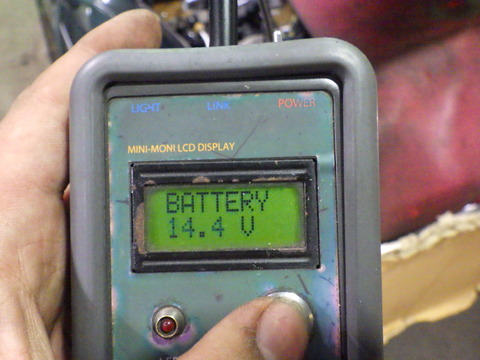 LIGHT LINK POWER
MINI-MONI LCD DISPLAY
BATTERY
14.4 V